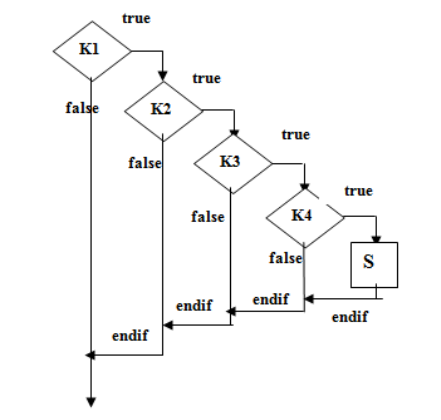 true
K1
true
false
K2
true
false
K3
true
false
K4
false
S
endif
endif
endif
endif